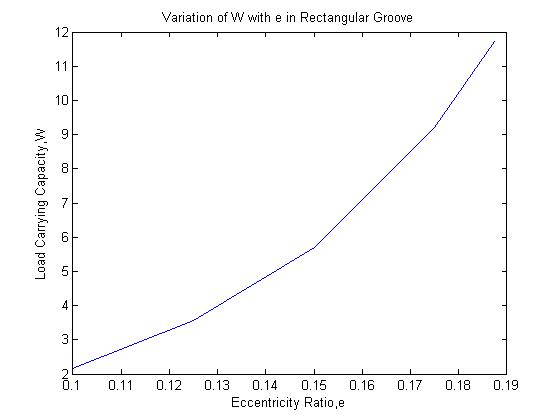 Variation of W with e in Rectangular Groove
12
11
10
9
8
7
6
5
4
3
2
Load Carrying Capacity,W
0.1 0.11 0.12 0.13 0.14 0.15 0.16 0.17 0.18 0.19
Eccentricity Ratio,e